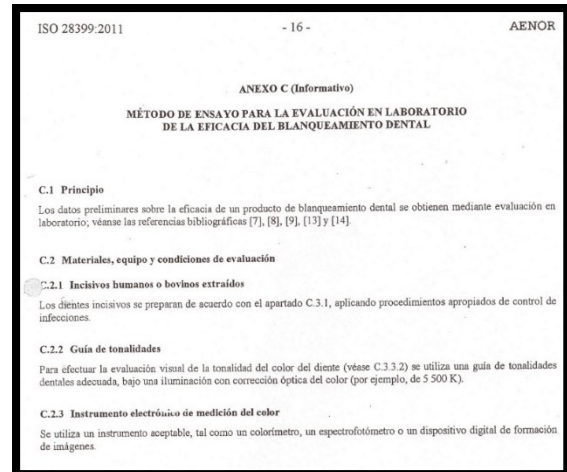 ISO 28399:2011 - 16 - AENOR
ANEXO C (Informativo)
MÉTODO DE ENSAYO PARA LA EVALUACIÓN EN LABORATORIO
DE LA EFICACIA DEL BLANQUEAMIENTO DENTAL
C.1 Principio
Los datos preliminares sobre la eficacia de un producto de blanqueamiento dental se obtienen mediante evaluación en
laboratorio; véanse las referencias bibliográficas [7], [8], [9], [13] y [14].
C.2 Materiales, equipo y condiciones de evaluación
C.2.1 Incisivos humanos o bovinos extraídos
Los dientes incisivos se preparan de acuerdo con el apartado C.3.1, aplicando procedimientos apropiados de control de
infecciones.
C.2.2 Guía de tonalidades
Para efectuar la evaluación visual de la tonalidad del color del diente (véase C.3.3.2) se utiliza una guía de tonalidades
dentales adecuada, bajo una iluminación con corrección óptica del color (por ejemplo, de 5 500 K).
C.2.3 Instrumento electrónico de medición del color
Se utiliza un instrumento aceptable, tal como un colorímetro, un espectrofotómetro o un dispositivo digital de formación
de imágenes.